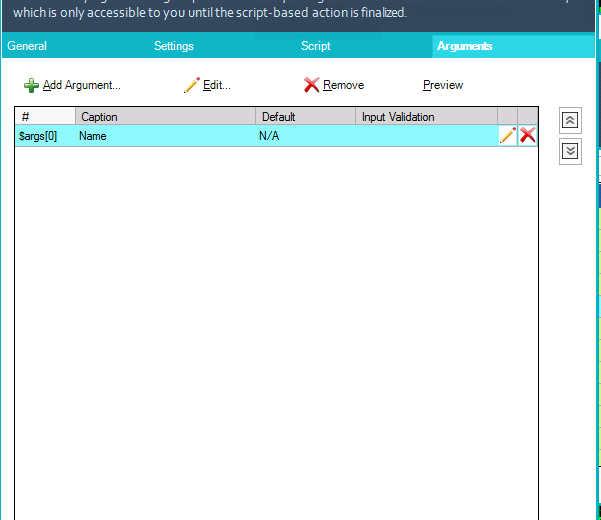 which is only accessible to you until the script-based action is finalized.
General Settings Script Arguments
Add Argument... Edit... Remove Preview
# Caption Default Input Validation
$args[0] Name N/A